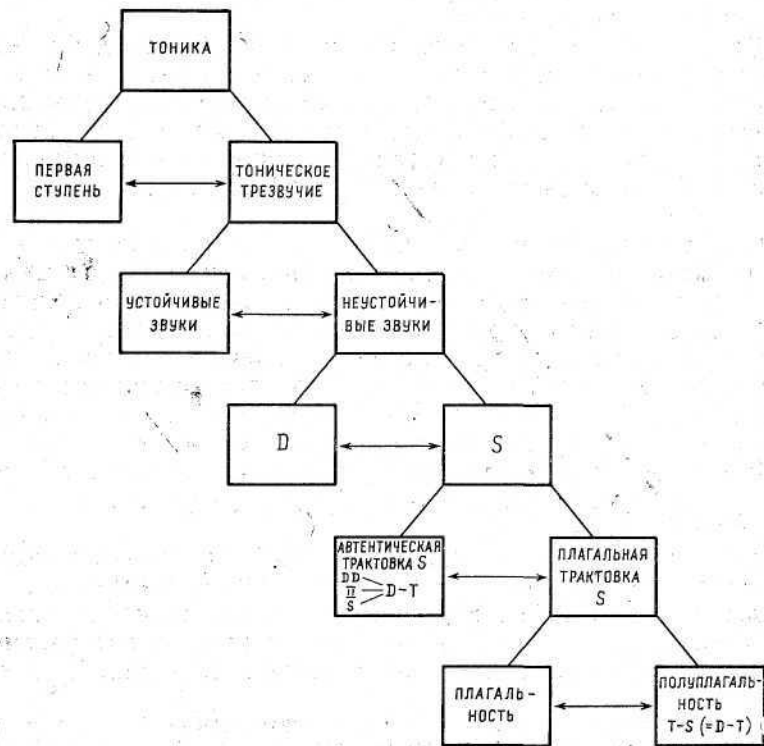 ТОНИКА
ПЕРВАЯ
СТУПЕНЬ
ТОНИЧЕСКОЕ
ТРЕЗВУЧИЕ
УСТОЙЧИВЫЕ
ЗВУКИ
НЕУСТОЙЧИ-
ВЫЕ ЗВУКИ
D
S
АВТЕНТИЧЕСКАЯ
ТРАКТОВКА S
DD
II
S
D-T
ПЛАГАЛЬНАЯ
ТРАКТОВКА
S
ПЛАГАЛЬ-
НОСТЬ
ПОЛУПЛАГАЛЬ-
НОСТЬ
T-S (=D-T)